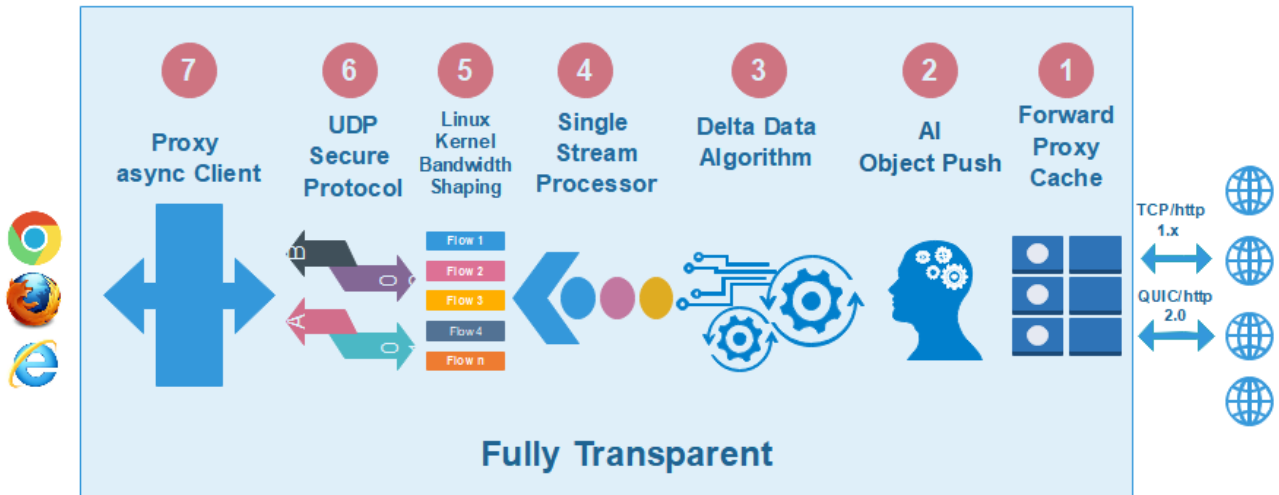 7
Proxy
async Client
6
UDP
Secure
Protocol
B
O
A
O
5
Linux
Kernel
Bandwidth
Shaping
Flow 1
Flow 2
Flow 3
Flow 4
Flow n
4
Single
Stream
Processor
3
Delta Data
Algorithm
2
AI
Object Push
1
Forward
Proxy
Cache
TCP/http
1.x
QUIC/http
2.0
Fully Transparent